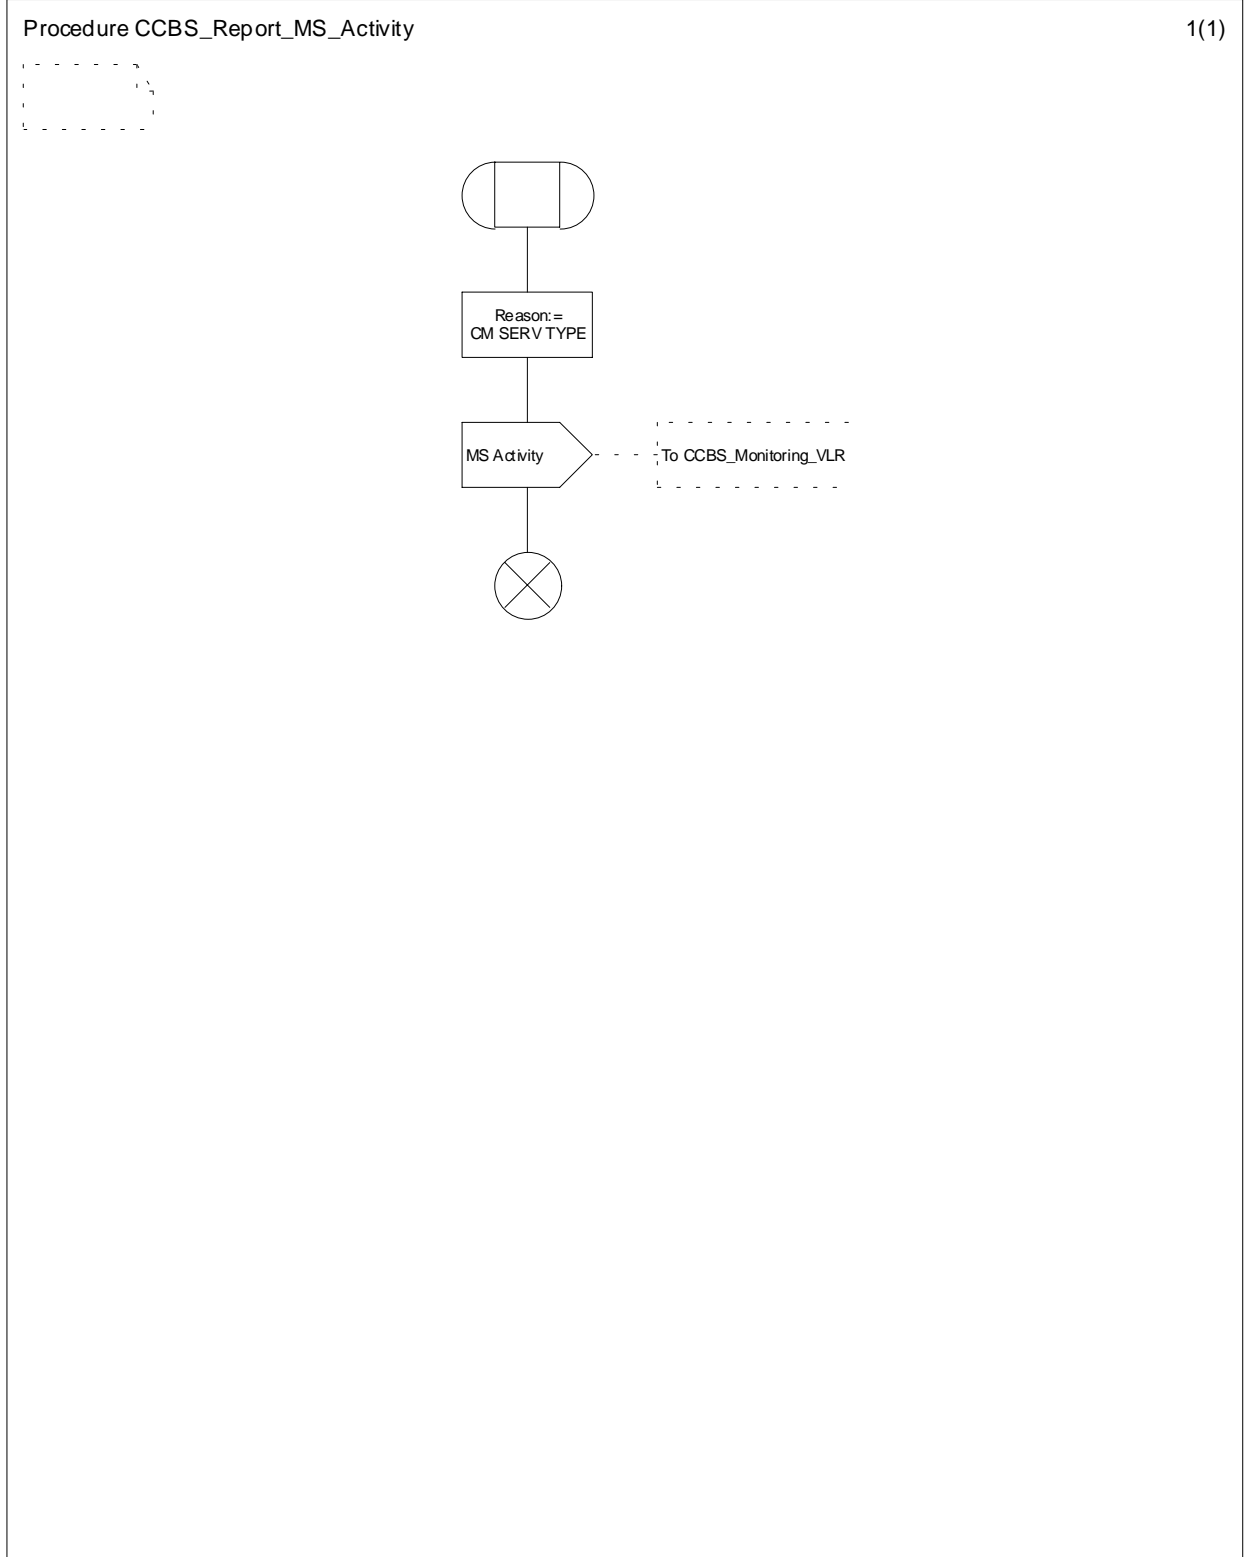 Procedure CCBS_Report_MS_Activity
1(1)
Reason:=
CM SERV TYPE
MS Activity
To CCBS_Monitoring_VLR